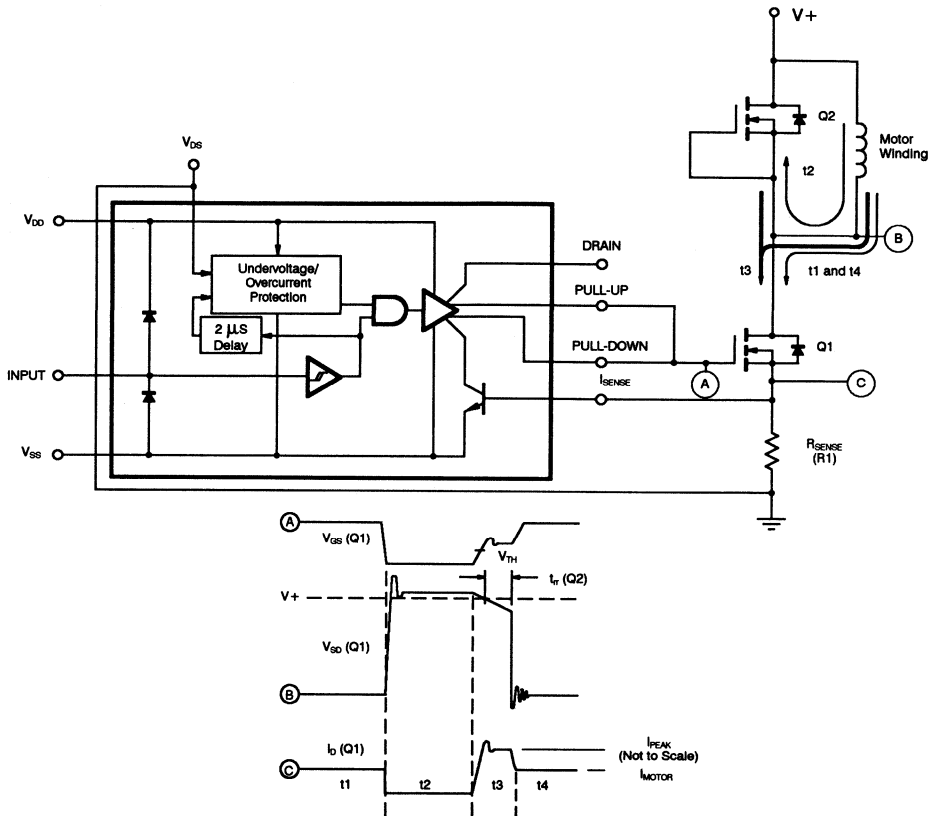 V+
Q2
Motor
Winding
t2
VDS
VDD
B
DRAIN
t3
t1 and t4
Undervoltage/
Overcurrent
Protection
PULL-UP
2 µS
Delay
PULL-DOWN
Q1
INPUT
ISENSE
A
C
VSS
RSENSE
(R1)
A
VGS (Q1)
VTH
trr (Q2)
V+
VSD (Q1)
B
ID (Q1)
IPEAK
(Not to Scale)
C
IMOTOR
t1
t2
t3
t4